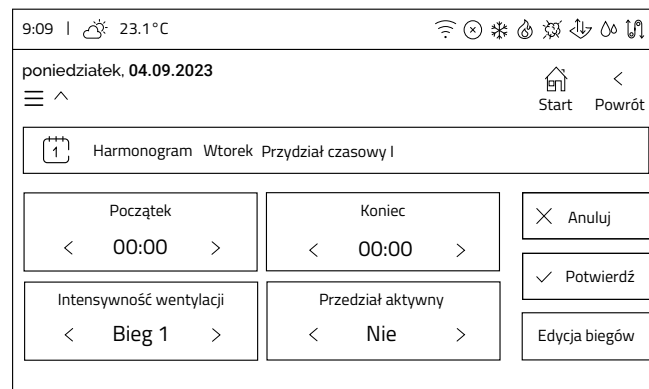 9:09 | 23.1°C
poniedziałek, 04.09.2023
Start Powrót
1 Harmonogram Wtorek Przydział czasowy I
Początek
00:00
Koniec
00:00
Anuluj
Potwierdź
Intensywność wentylacji
Bieg 1
Przedział aktywny
Nie
Edycja biegów